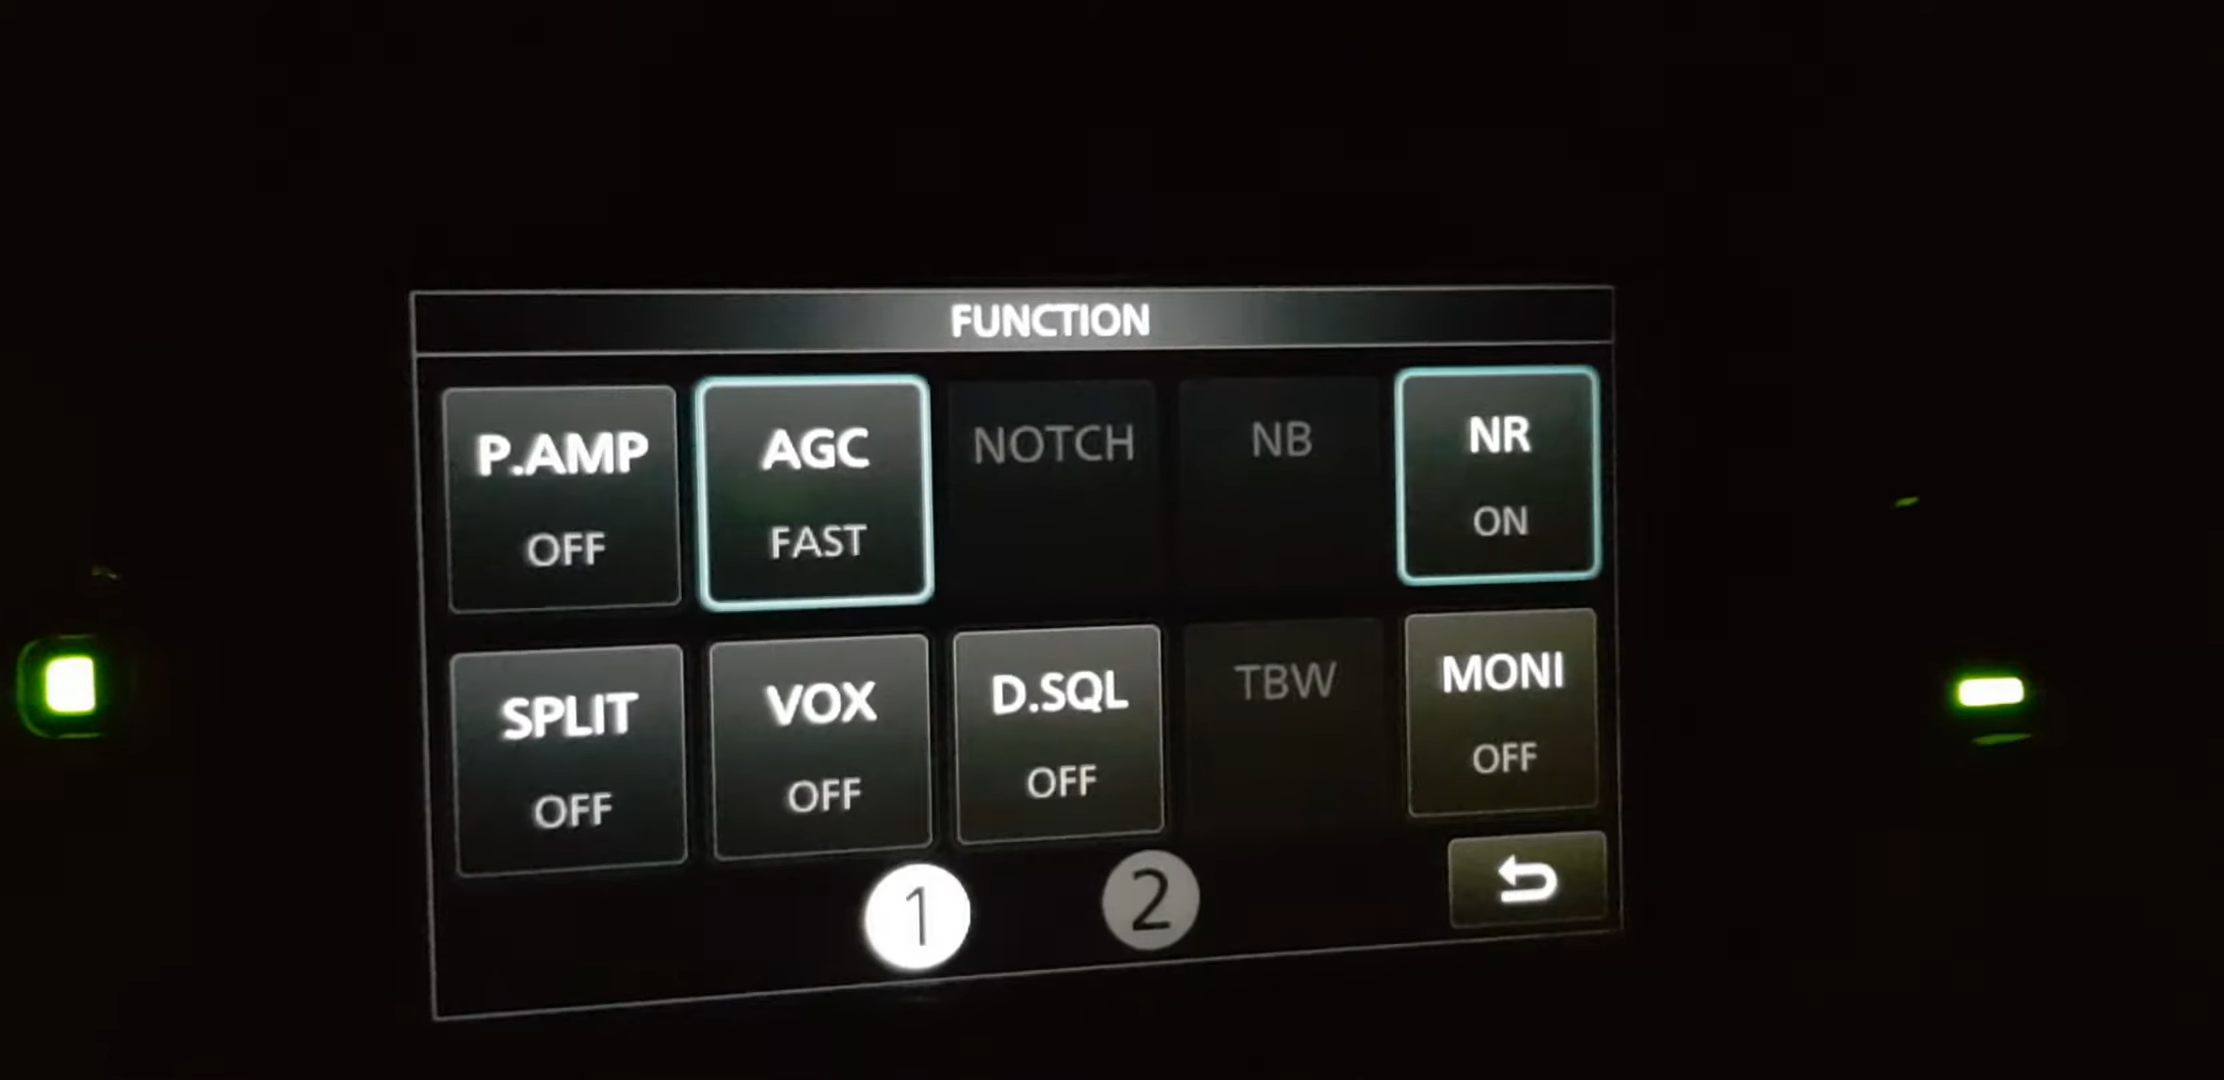 FUNCTION
P.AMP AGC NOTCH NB NR
OFF FAST ON
SPLIT VOX D.SQL TBW MONI
OFF OFF OFF OFF
1 2